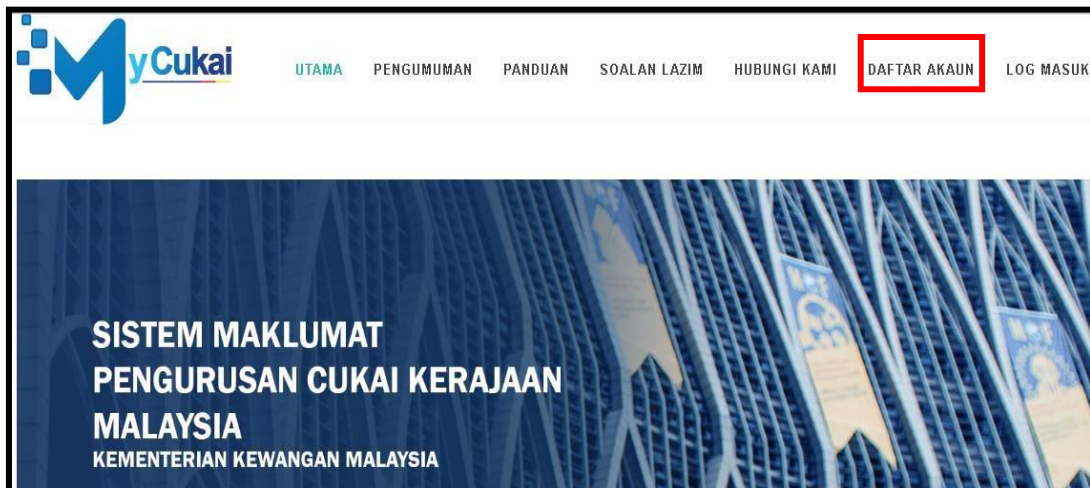 MyCukai
UTAMA PENGUMUMAN PANDUAN SOALAN LAZIM HUBUNGI KAMI DAFTAR AKAUN LOG MASUK
SISTEM MAKLUMAT
PENGURUSAN CUKAI KERAJAAN
MALAYSIA
KEMENTERIAN KEWANGAN MALAYSIA